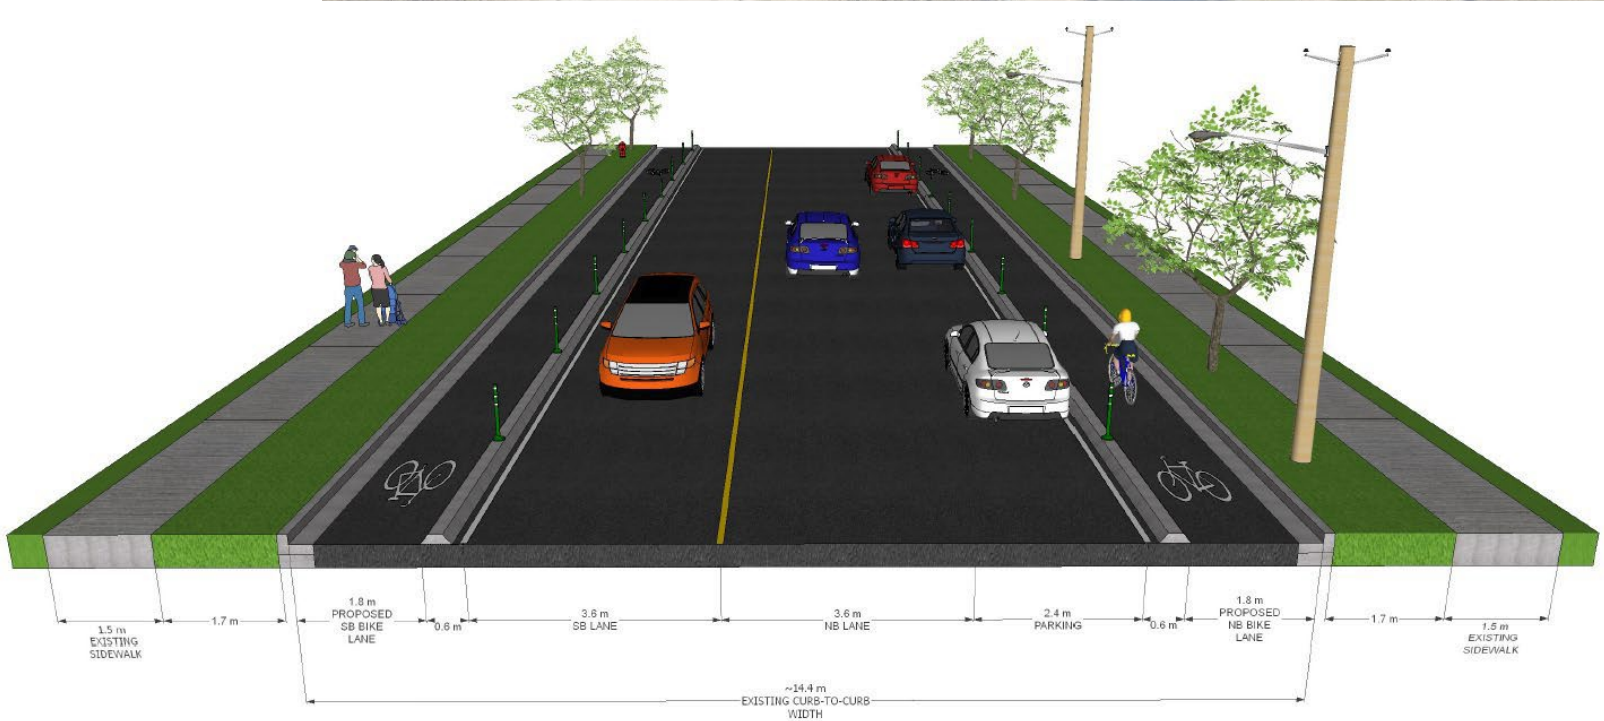 1.5 m
EXISTING
SIDEWALK
1.7 m
1.8 m
PROPOSED
SB BIKE
LANE
0.6 m
3.6 m
SB LANE
3.6 m
NB LANE
2.4 m
PARKING
0.6 m
1.8 m
PROPOSED
NB BIKE
LANE
1.7 m
1.5 m
EXISTING
SIDEWALK
~14.4 m
EXISTING CURB-TO-CURB
WIDTH